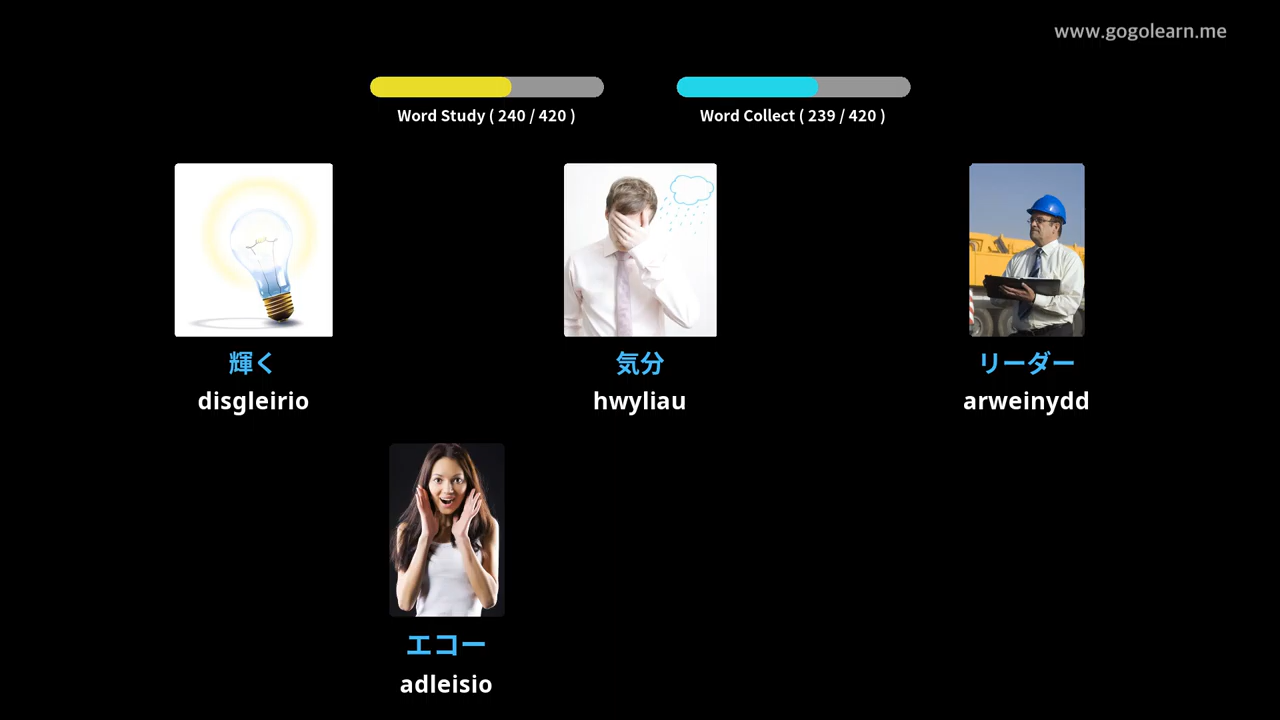 www.gogolearn.me
Word Study ( 240 / 420 )
Word Collect ( 239 / 420 )
輝く
disgleirio
気分
hwyliau
リーダー
arweinydd
エコー
adleisio